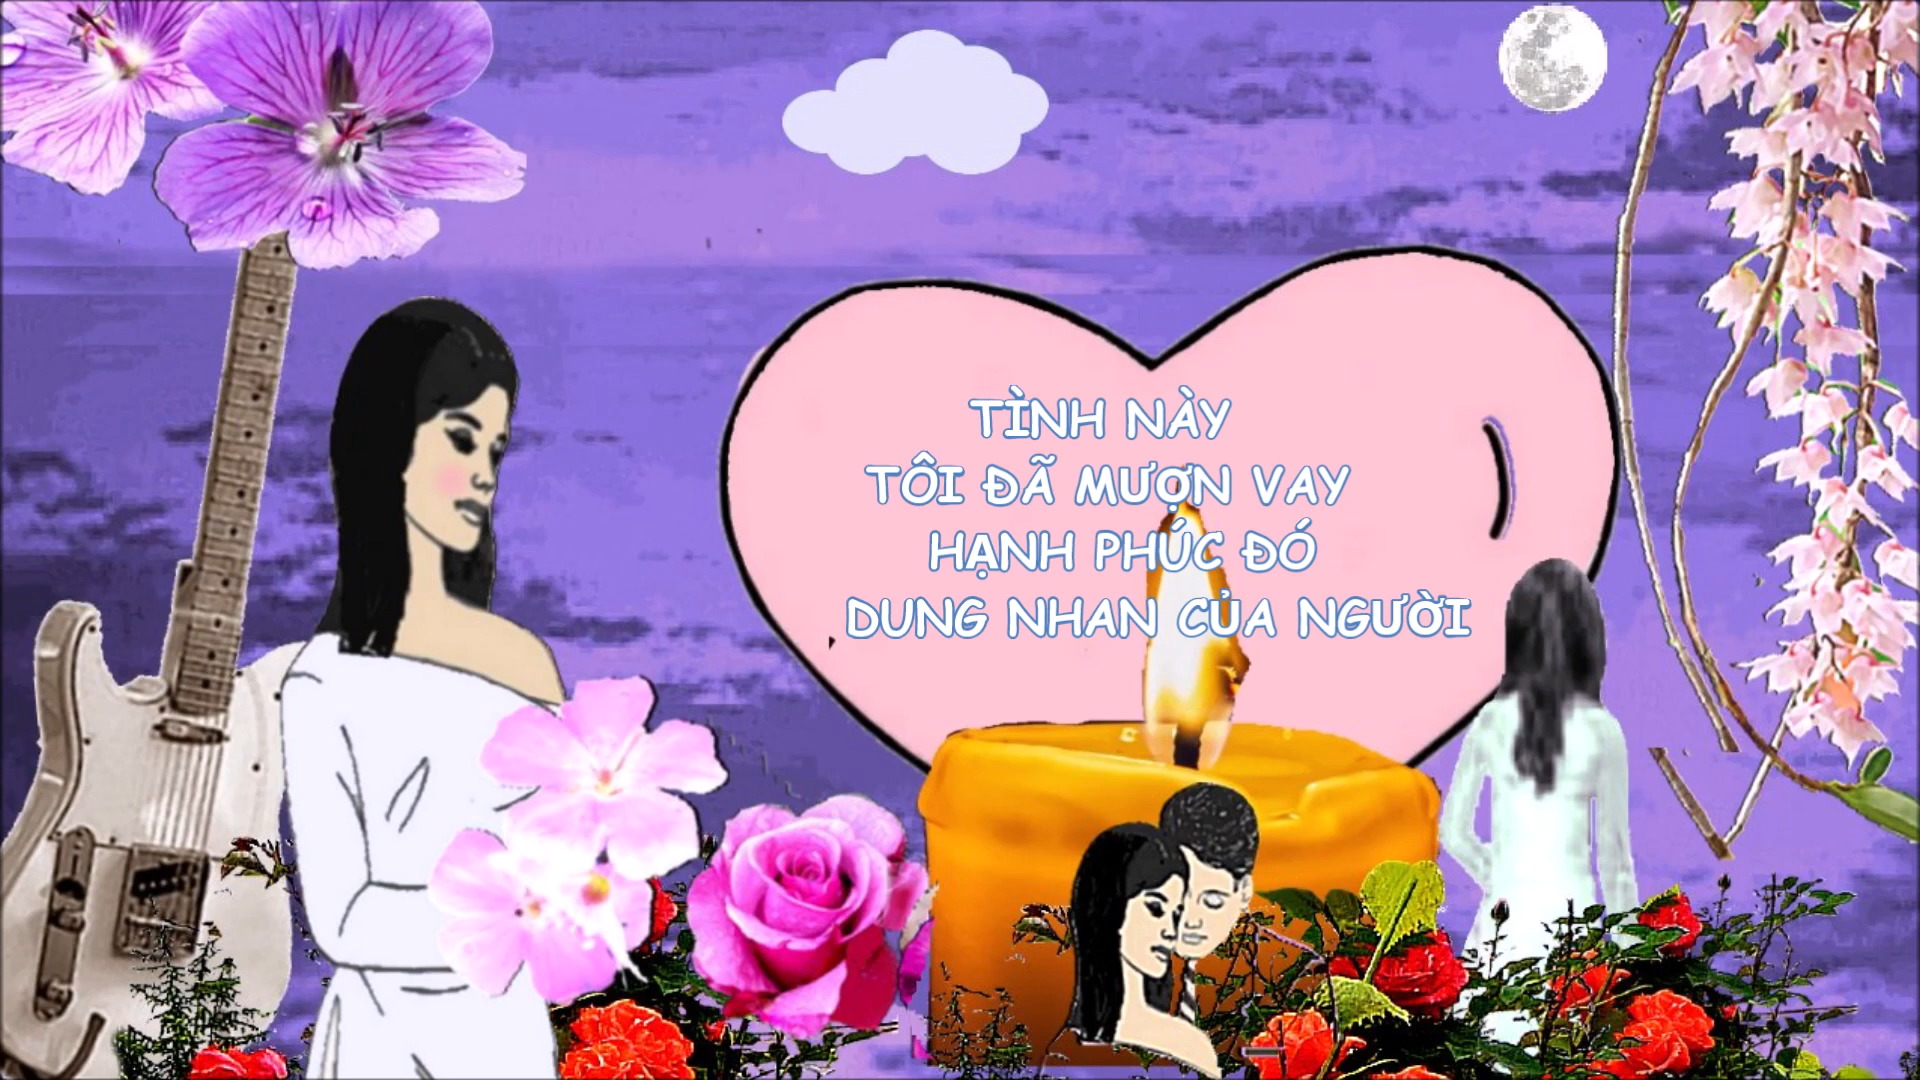 TÌNH NÀY
TÔI ĐÃ MƯỢN VAY
HẠNH PHÚC ĐÓ
DUNG NHAN CỦA NGƯỜI